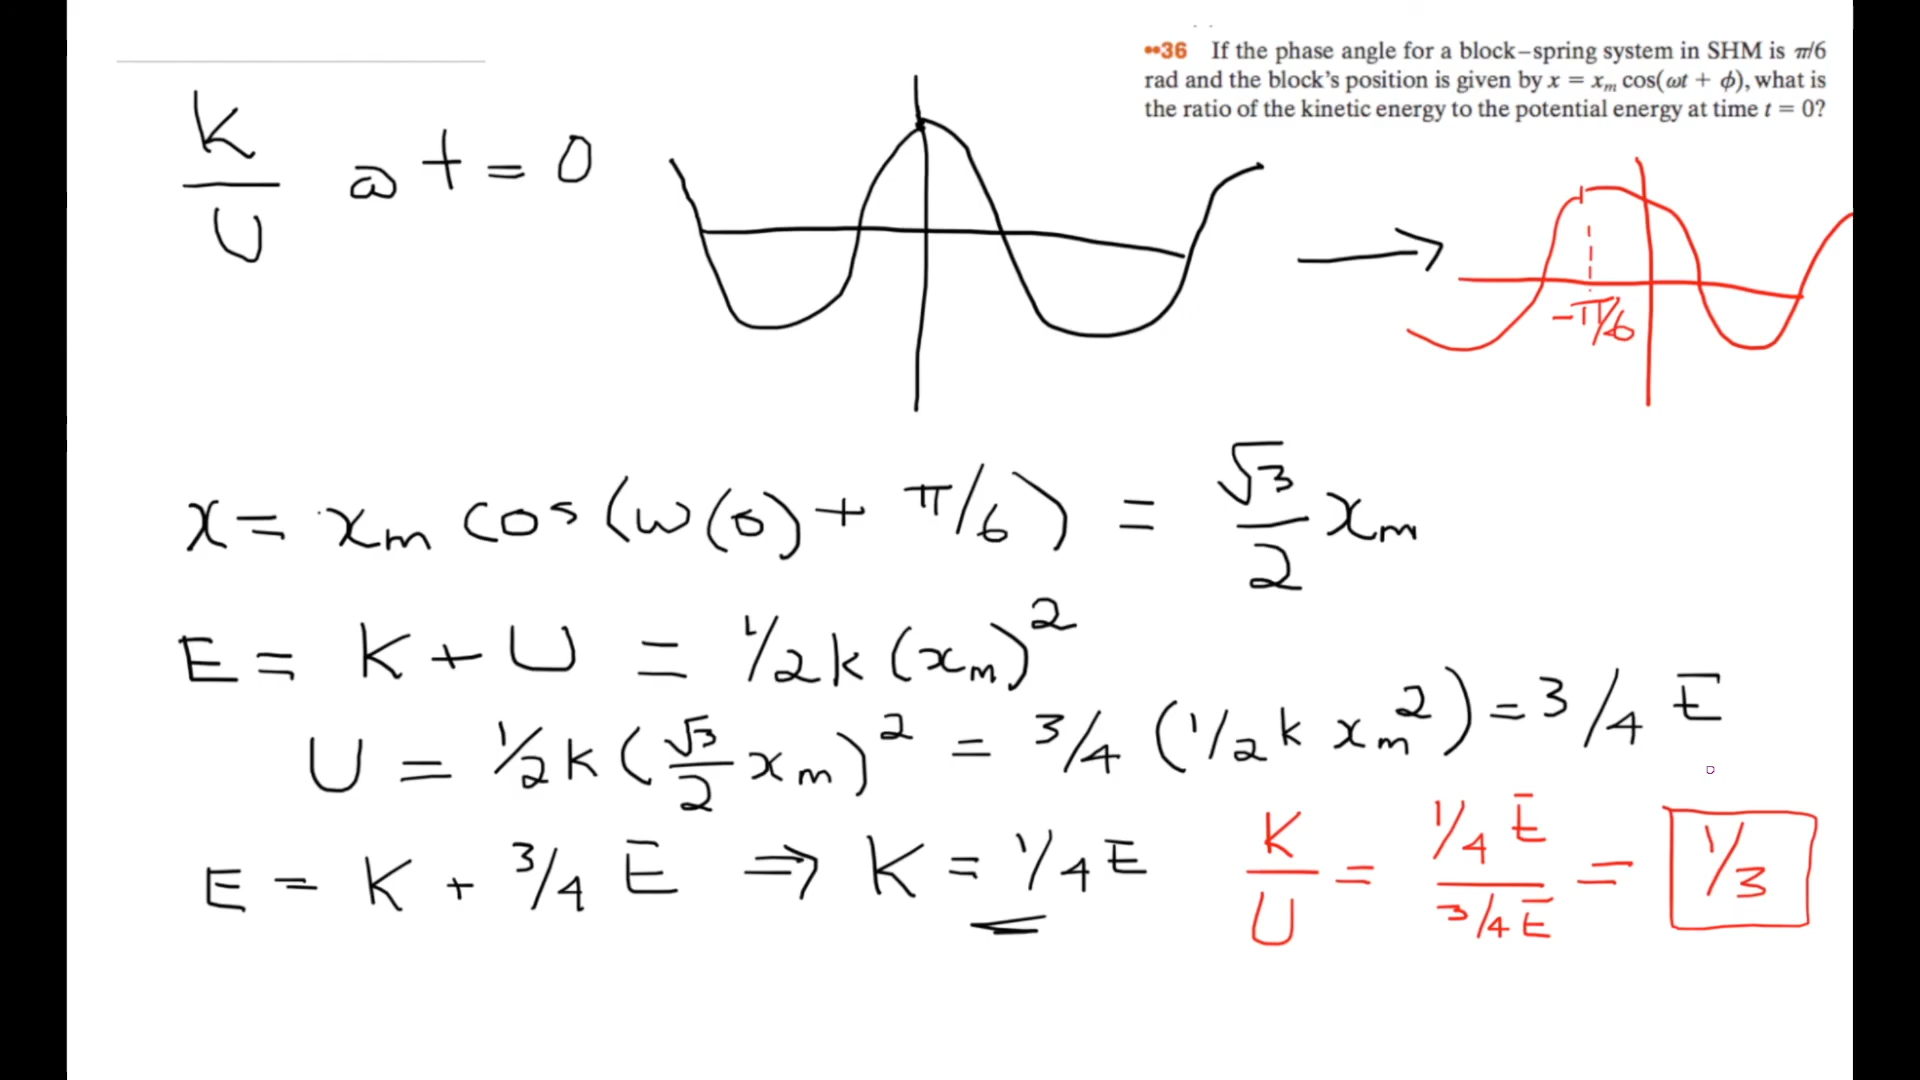 ••36 If the phase angle for a block–spring system in SHM is π/6
rad and the block's position is given by x = xₘ cos(ωt + ϕ), what is
the ratio of the kinetic energy to the potential energy at time t = 0?
K/U @ t = 0
-π/6
x = xₘ cos(ω(0) + π/6) = √3/2 xₘ
E = K + U = 1/2 k (xₘ)²
U = 1/2 k (√3/2 xₘ)² = 3/4 (1/2 k xₘ²) = 3/4 E
E = K + 3/4 E ⇒ K = 1/4 E
K/U = 1/4 E / 3/4 E = 1/3